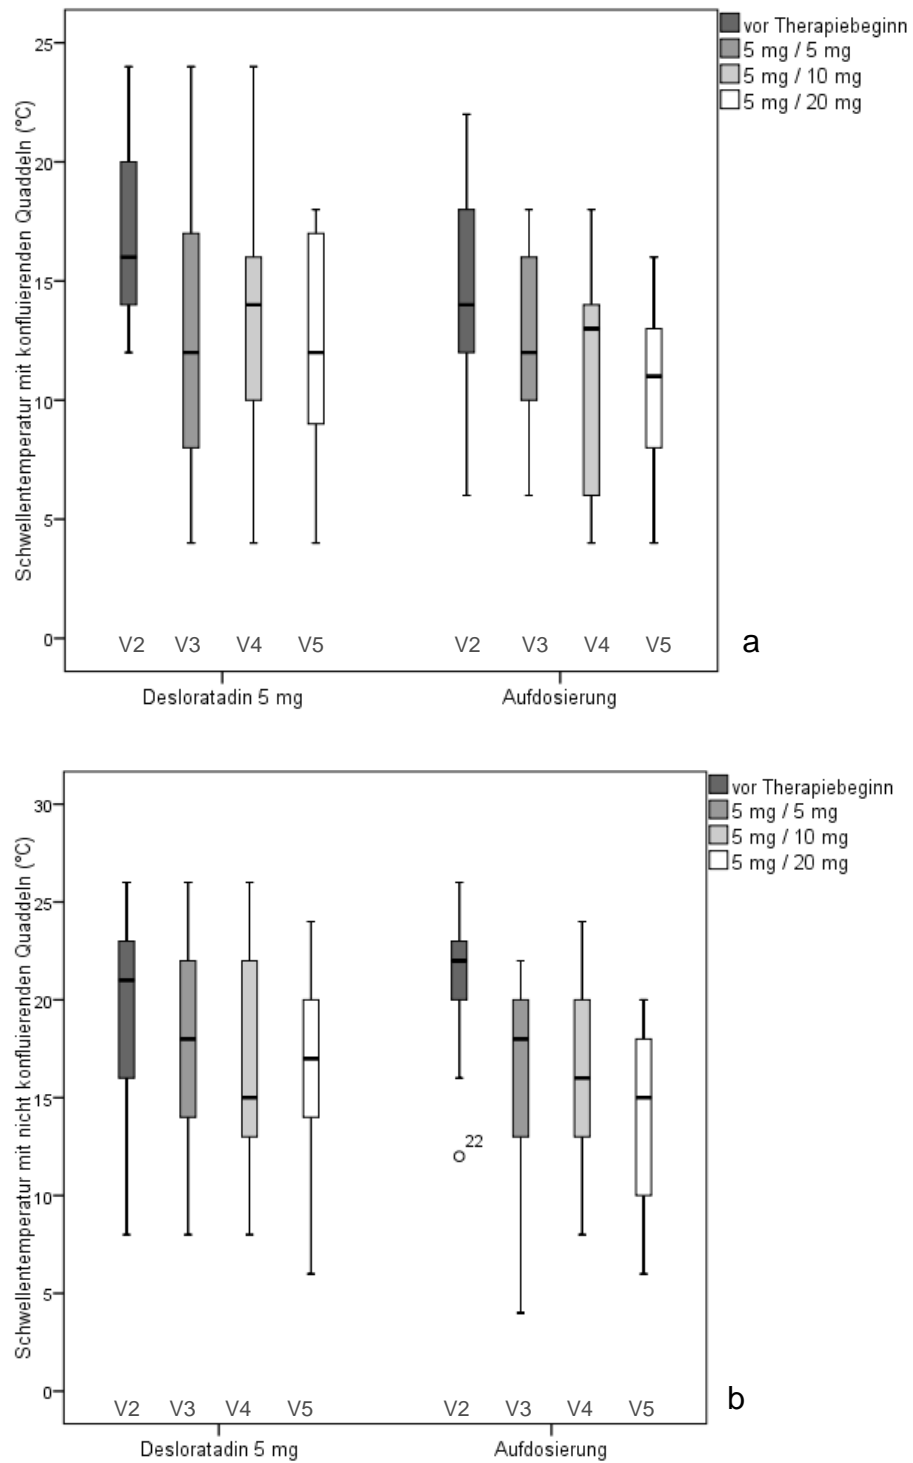 Schwellentemperatur mit konfluierenden Quaddeln (°C)
25
20
15
10
5
0
vor Therapiebeginn
5 mg / 5 mg
5 mg / 10 mg
5 mg / 20 mg
V2 V3 V4 V5 V2 V3 V4 V5
a
Desloratadin 5 mg Aufdosierung
Schwellentemperatur mit nicht konfluierenden Quaddeln (°C)
30
25
20
15
10
5
0
vor Therapiebeginn
5 mg / 5 mg
5 mg / 10 mg
5 mg / 20 mg
22
V2 V3 V4 V5 V2 V3 V4 V5
b
Desloratadin 5 mg Aufdosierung